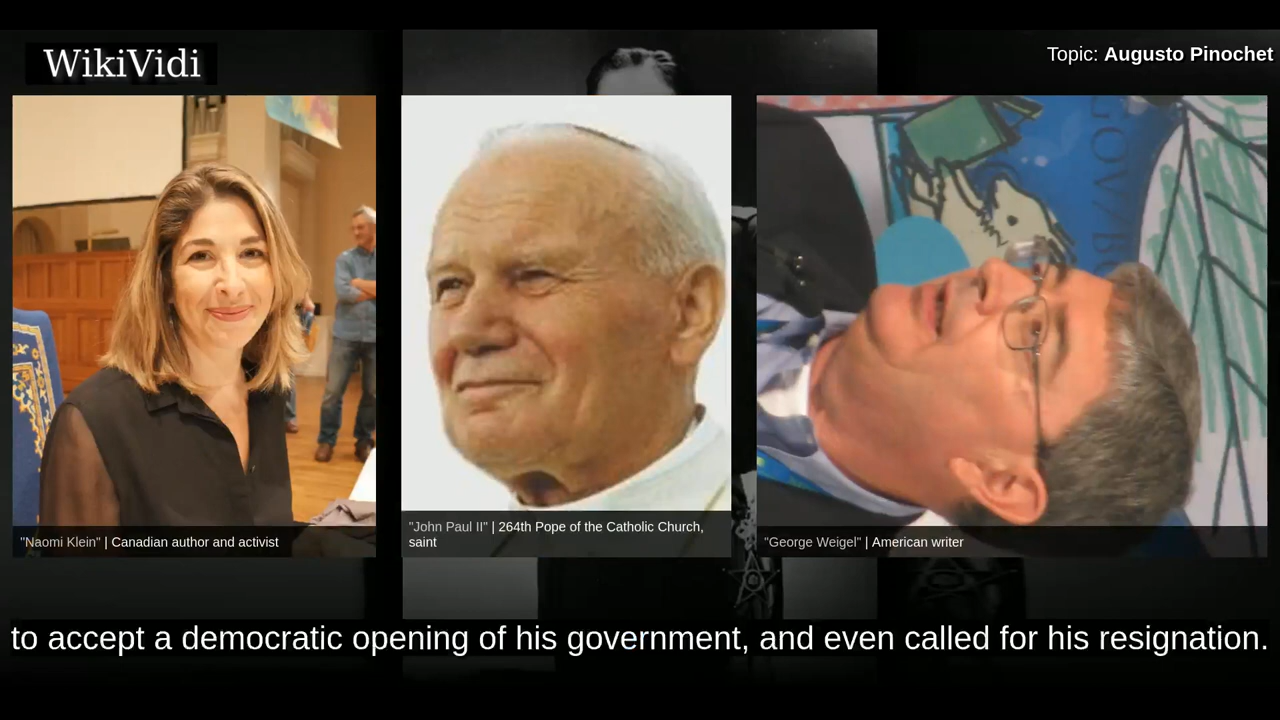 WikiVidi
Topic: Augusto Pinochet
"Naomi Klein" | Canadian author and activist
"John Paul II" | 264th Pope of the Catholic Church,
saint
"George Weigel" | American writer
to accept a democratic opening of his government, and even called for his resignation.